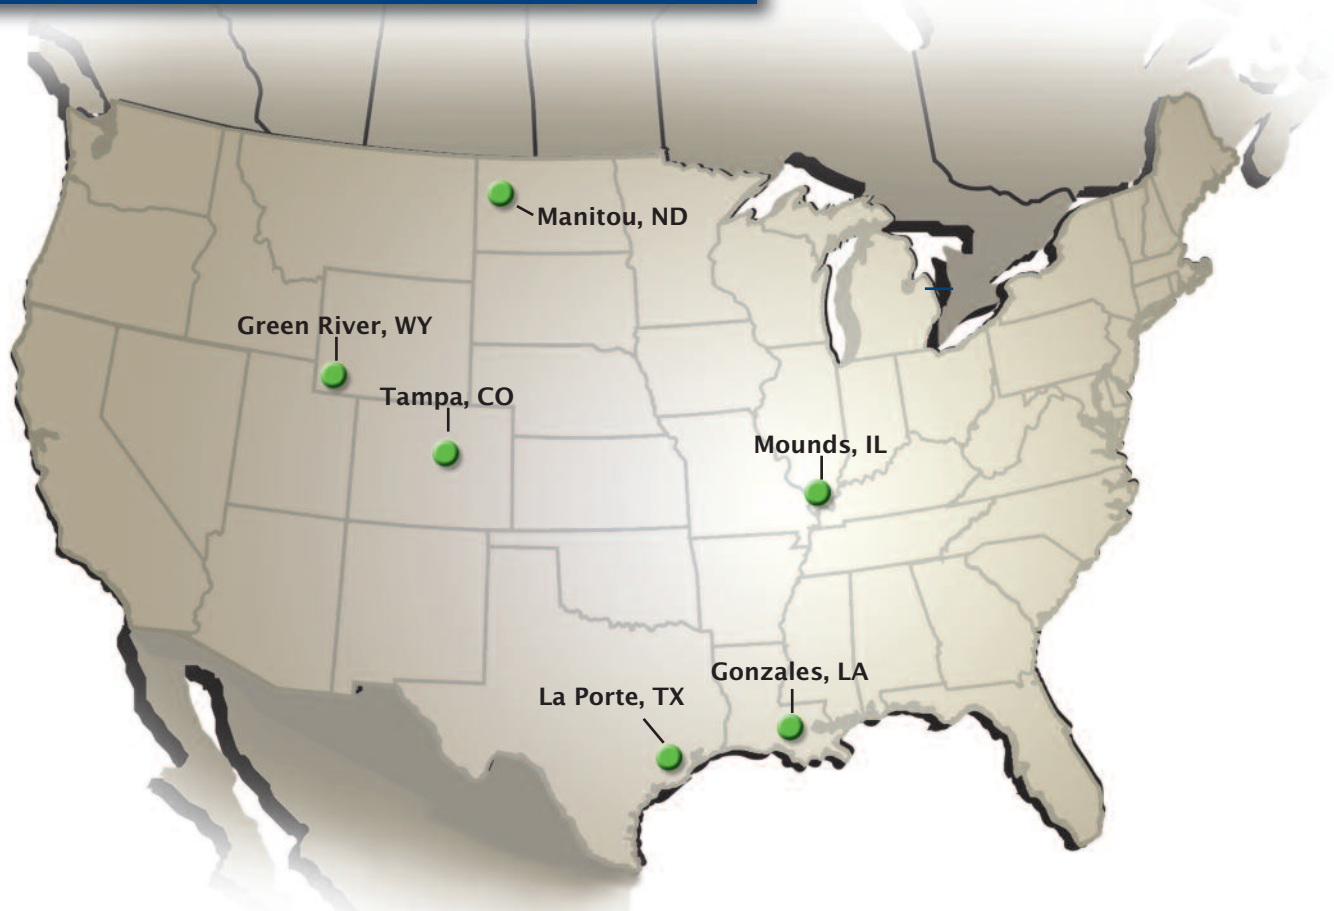 Manitou, ND
Green River, WY
Tampa, CO
Mounds, IL
Gonzales, LA
La Porte, TX